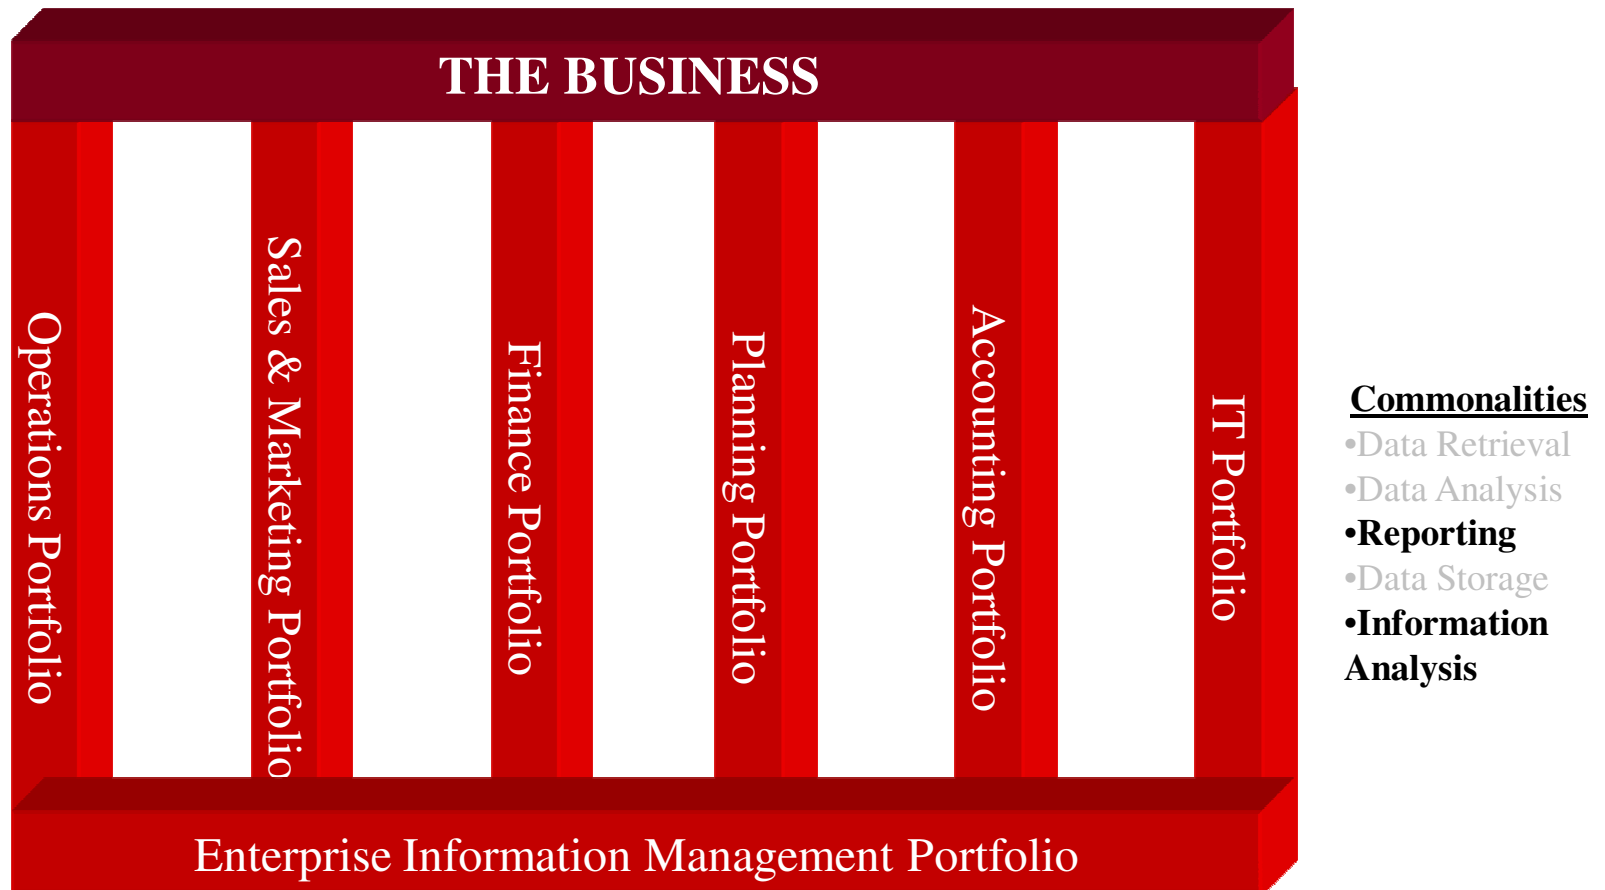 THE BUSINESS
Operations Portfolio
Sales & Marketing Portfolio
Finance Portfolio
Planning Portfolio
Accounting Portfolio
IT Portfolio
Enterprise Information Management Portfolio
Commonalities
•Data Retrieval
•Data Analysis
•Reporting
•Data Storage
•Information
Analysis